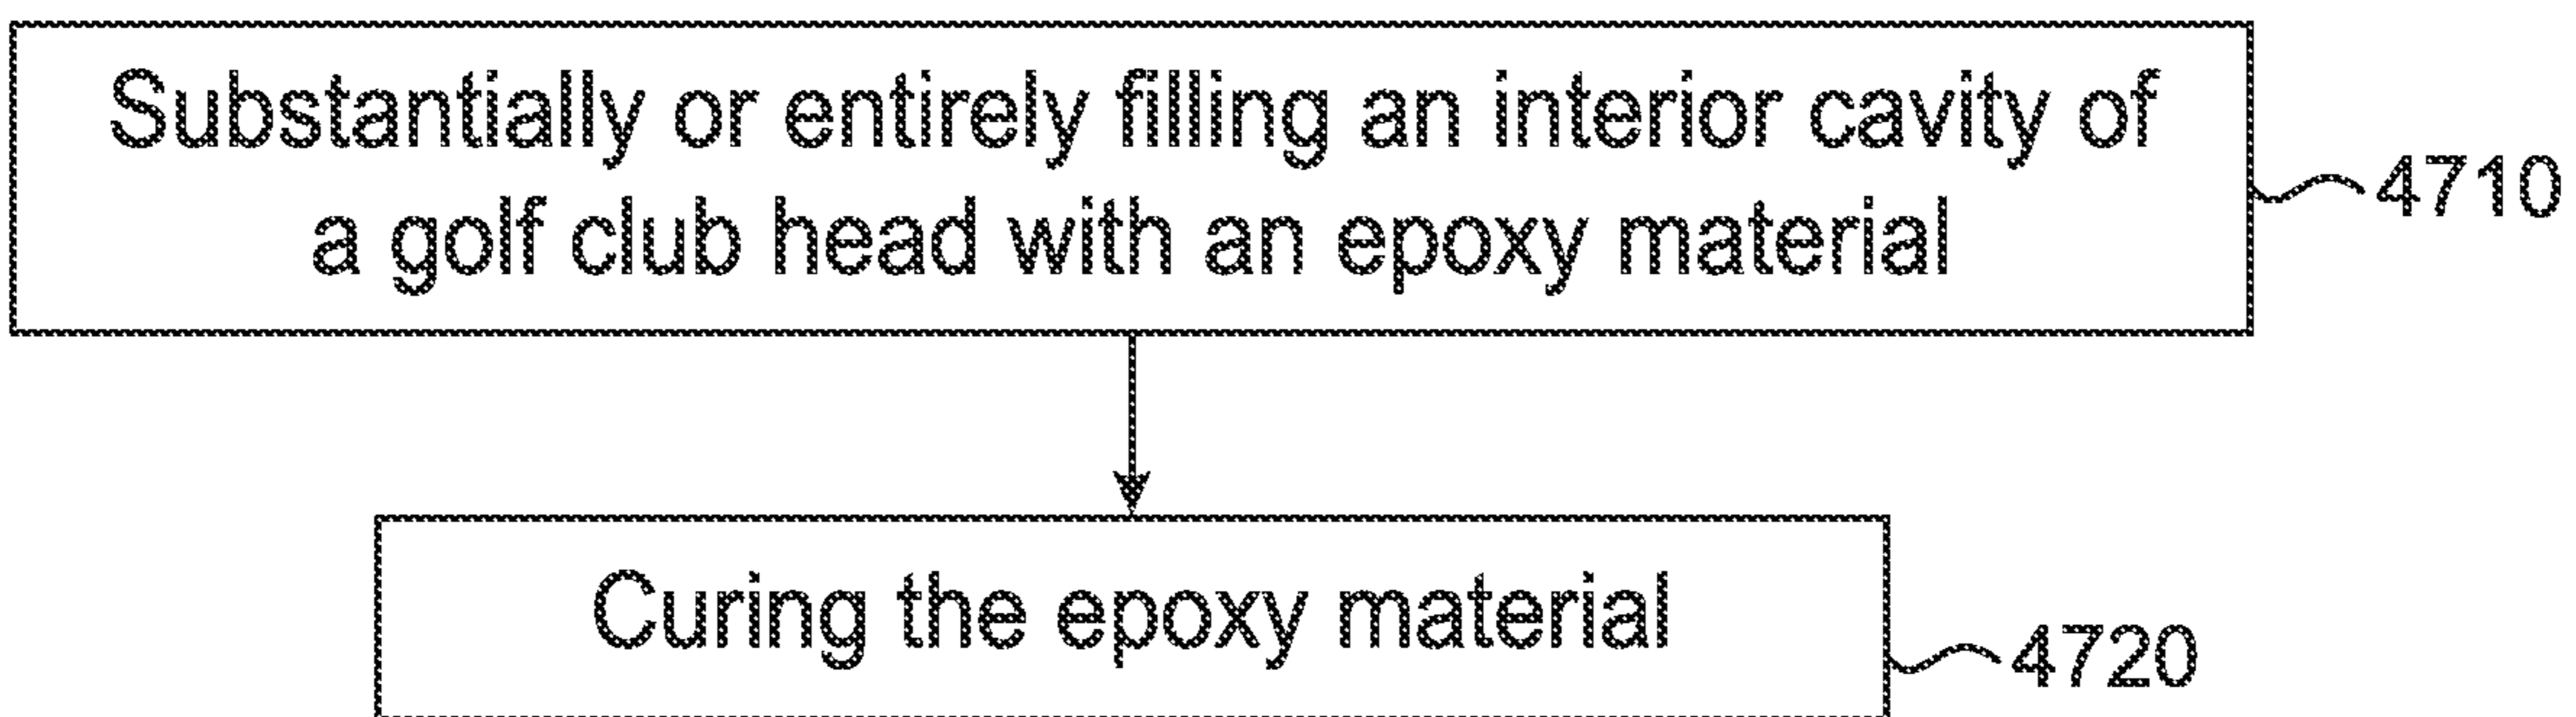 Substantially or entirely filling an interior cavity of
a golf club head with an epoxy material
4710
Curing the epoxy material
4720